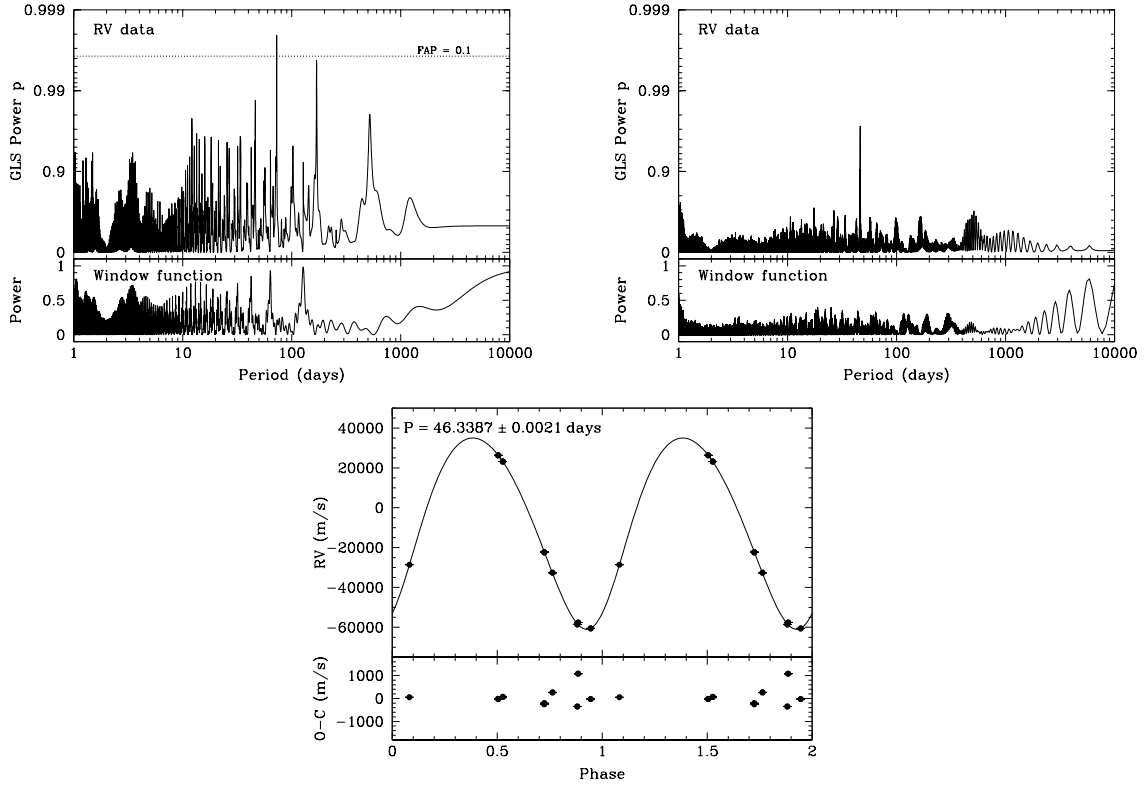 RV data
FAP = 0.1
GLS Power p
0.999
0.99
0.9
0
Window function
Power
1
0.5
0
1 10 100 1000 10000
Period (days)
RV data
GLS Power p
0.999
0.99
0.9
0
Window function
Power
1
0.5
0
1 10 100 1000 10000
Period (days)
P = 46.3387 ± 0.0021 days
RV (m/s)
40000
20000
0
−20000
−40000
−60000
O−C (m/s)
1000
0
−1000
0 0.5 1 1.5 2
Phase